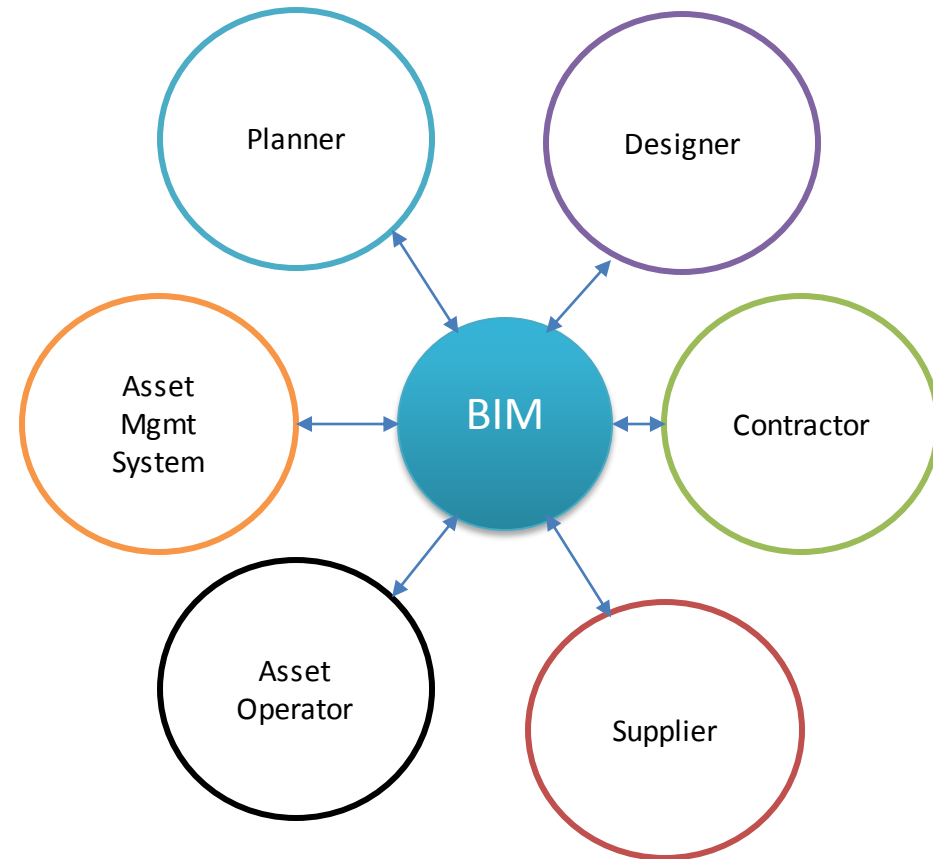 Planner
Designer
Asset
Mgmt
System
BIM
Contractor
Asset
Operator
Supplier